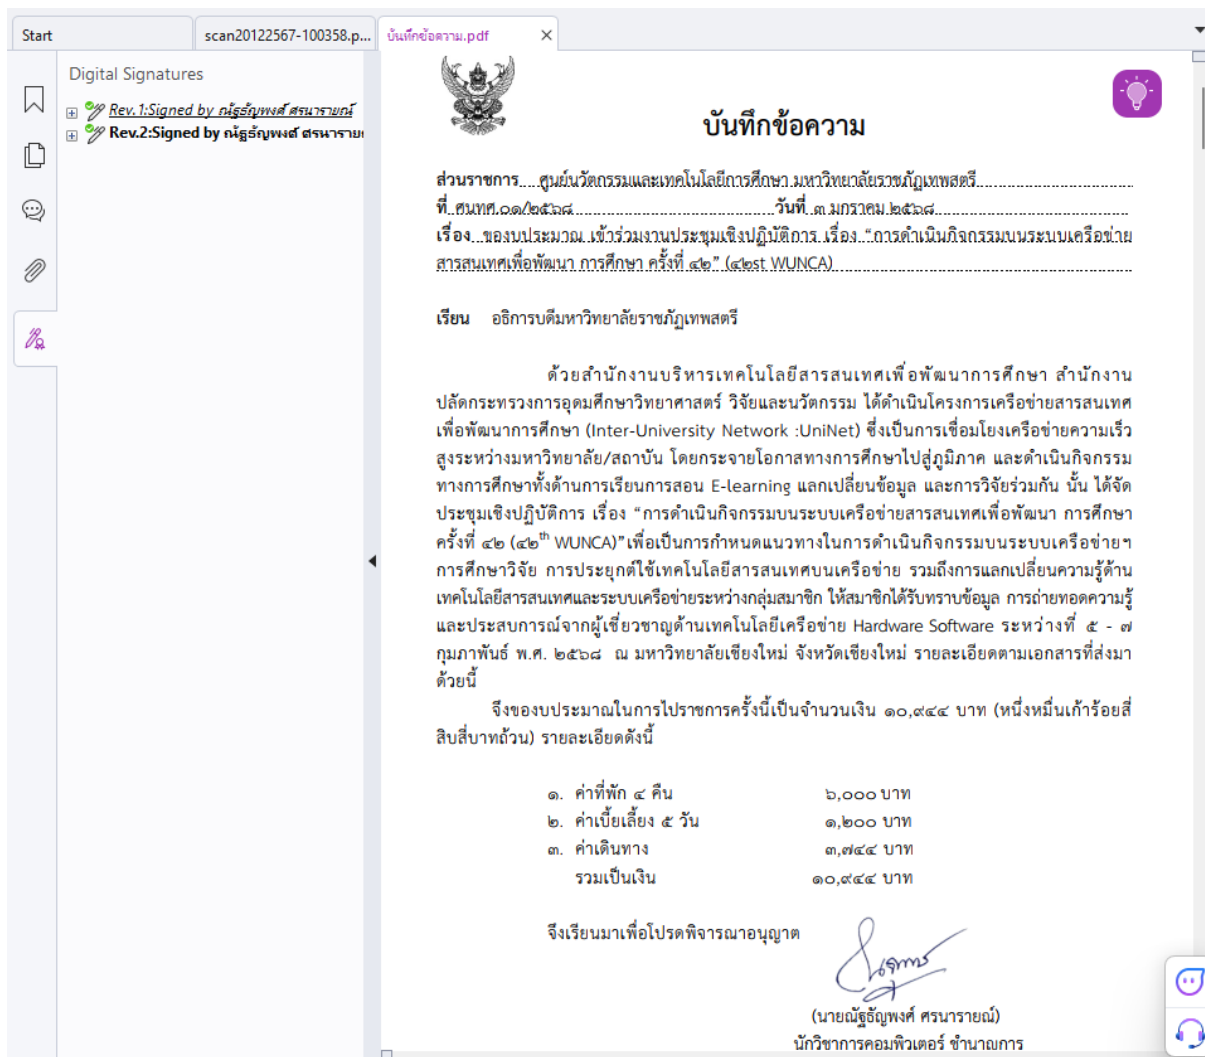 Start
scan20122567-100358.p...
บันทึกข้อความ.pdf
Digital Signatures
Rev.1:Signed by ณัฐธัญพงศ์ ศรนารายณ์
Rev.2:Signed by ณัฐธัญพงศ์ ศรนาราย
บันทึกข้อความ
ส่วนราชการ ศูนย์นวัตกรรมและเทคโนโลยีการศึกษา มหาวิทยาลัยราชภัฏเทพสตรี
ที่ ศนทศ.๐๑/๒๕๖๘ วันที่ ๓ มกราคม ๒๕๖๘
เรื่อง ของบประมาณ เข้าร่วมงานประชุมเชิงปฏิบัติการ เรื่อง “การดำเนินกิจกรรมบนระบบเครือข่าย
สารสนเทศเพื่อพัฒนา การศึกษา ครั้งที่ ๔๒” (๔๒st WUNCA)
เรียน อธิการบดีมหาวิทยาลัยราชภัฏเทพสตรี
ด้วยสำนักงานบริหารเทคโนโลยีสารสนเทศเพื่อพัฒนาการศึกษา สำนักงาน
ปลัดกระทรวงการอุดมศึกษาวิทยาศาสตร์ วิจัยและนวัตกรรม ได้ดำเนินโครงการเครือข่ายสารสนเทศ
เพื่อพัฒนาการศึกษา (Inter-University Network :UniNet) ซึ่งเป็นการเชื่อมโยงเครือข่ายความเร็ว
สูงระหว่างมหาวิทยาลัย/สถาบัน โดยกระจายโอกาสทางการศึกษาไปสู่ภูมิภาค และดำเนินกิจกรรม
ทางการศึกษาทั้งด้านการเรียนการสอน E-learning แลกเปลี่ยนข้อมูล และการวิจัยร่วมกัน นั้น ได้จัด
ประชุมเชิงปฏิบัติการ เรื่อง “การดำเนินกิจกรรมบนระบบเครือข่ายสารสนเทศเพื่อพัฒนา การศึกษา
ครั้งที่ ๔๒ (๔๒th WUNCA)”เพื่อเป็นการกำหนดแนวทางในการดำเนินกิจกรรมบนระบบเครือข่ายฯ
การศึกษาวิจัย การประยุกต์ใช้เทคโนโลยีสารสนเทศบนเครือข่าย รวมถึงการแลกเปลี่ยนความรู้ด้าน
เทคโนโลยีสารสนเทศและระบบเครือข่ายระหว่างกลุ่มสมาชิก ให้สมาชิกได้รับทราบข้อมูล การถ่ายทอดความรู้
และประสบการณ์จากผู้เชี่ยวชาญด้านเทคโนโลยีเครือข่าย Hardware Software ระหว่างที่ ๕ - ๗
กุมภาพันธ์ พ.ศ. ๒๕๖๘ ณ มหาวิทยาลัยเชียงใหม่ จังหวัดเชียงใหม่ รายละเอียดตามเอกสารที่ส่งมา
ด้วยนี้
จึงของบประมาณในการไปราชการครั้งนี้เป็นจำนวนเงิน ๑๐,๙๔๔ บาท (หนึ่งหมื่นเก้าร้อยสี่
สิบสี่บาทถ้วน) รายละเอียดดังนี้
๑. ค่าที่พัก ๔ คืน ๖,๐๐๐ บาท
๒. ค่าเบี้ยเลี้ยง ๕ วัน ๑,๒๐๐ บาท
๓. ค่าเดินทาง ๓,๗๔๔ บาท
รวมเป็นเงิน ๑๐,๙๔๔ บาท
จึงเรียนมาเพื่อโปรดพิจารณาอนุญาต
(นายณัฐธัญพงศ์ ศรนารายณ์)
นักวิชาการคอมพิวเตอร์ ชำนาญการ